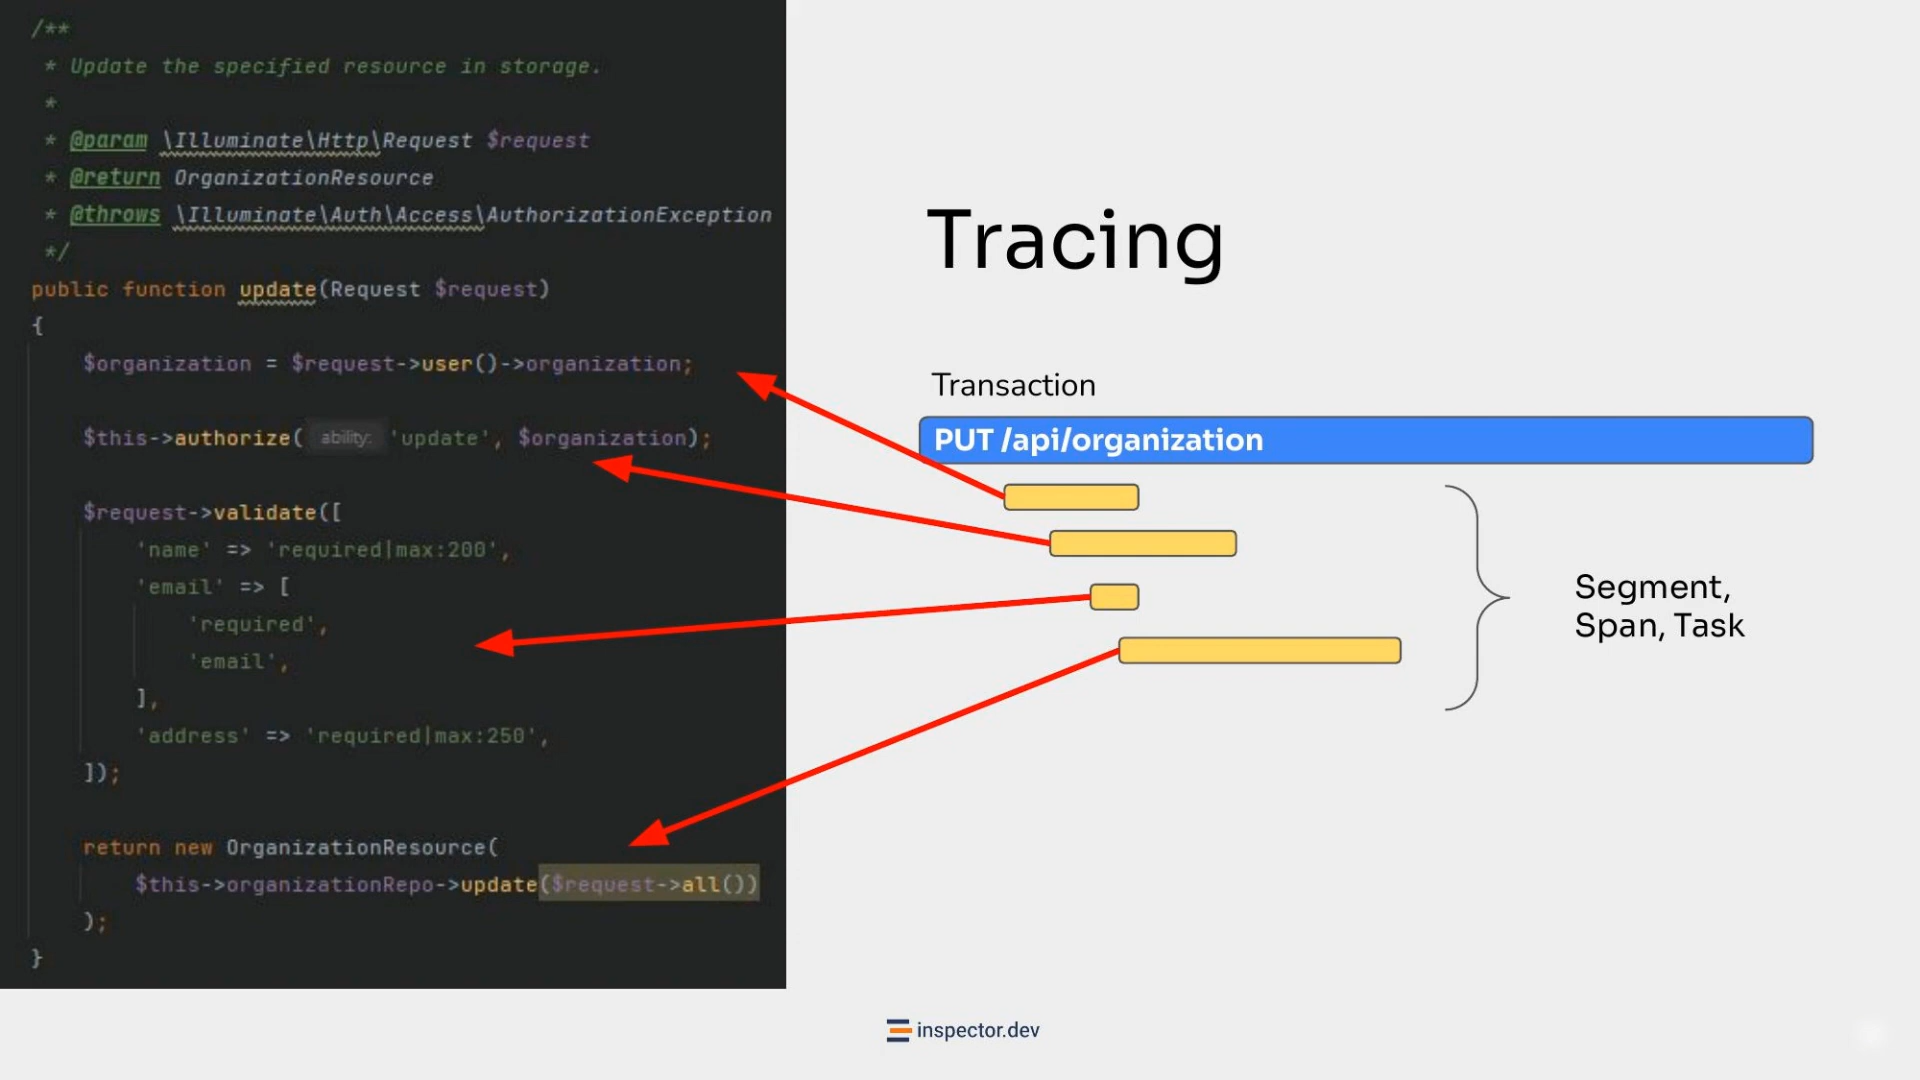 /**
* Update the specified resource in storage.
*
* @param \Illuminate\Http\Request $request
* @return OrganizationResource
* @throws \Illuminate\Auth\Access\AuthorizationException
*/
public function update(Request $request)
{
$organization = $request->user()->organization;
$this->authorize( ability: 'update', $organization);
$request->validate([
'name' => 'required|max:200',
'email' => [
'required',
'email',
],
'address' => 'required|max:250',
]);
return new OrganizationResource(
$this->organizationRepo->update($request->all())
);
}
Tracing
Transaction
PUT /api/organization
Segment,
Span, Task
inspector.dev